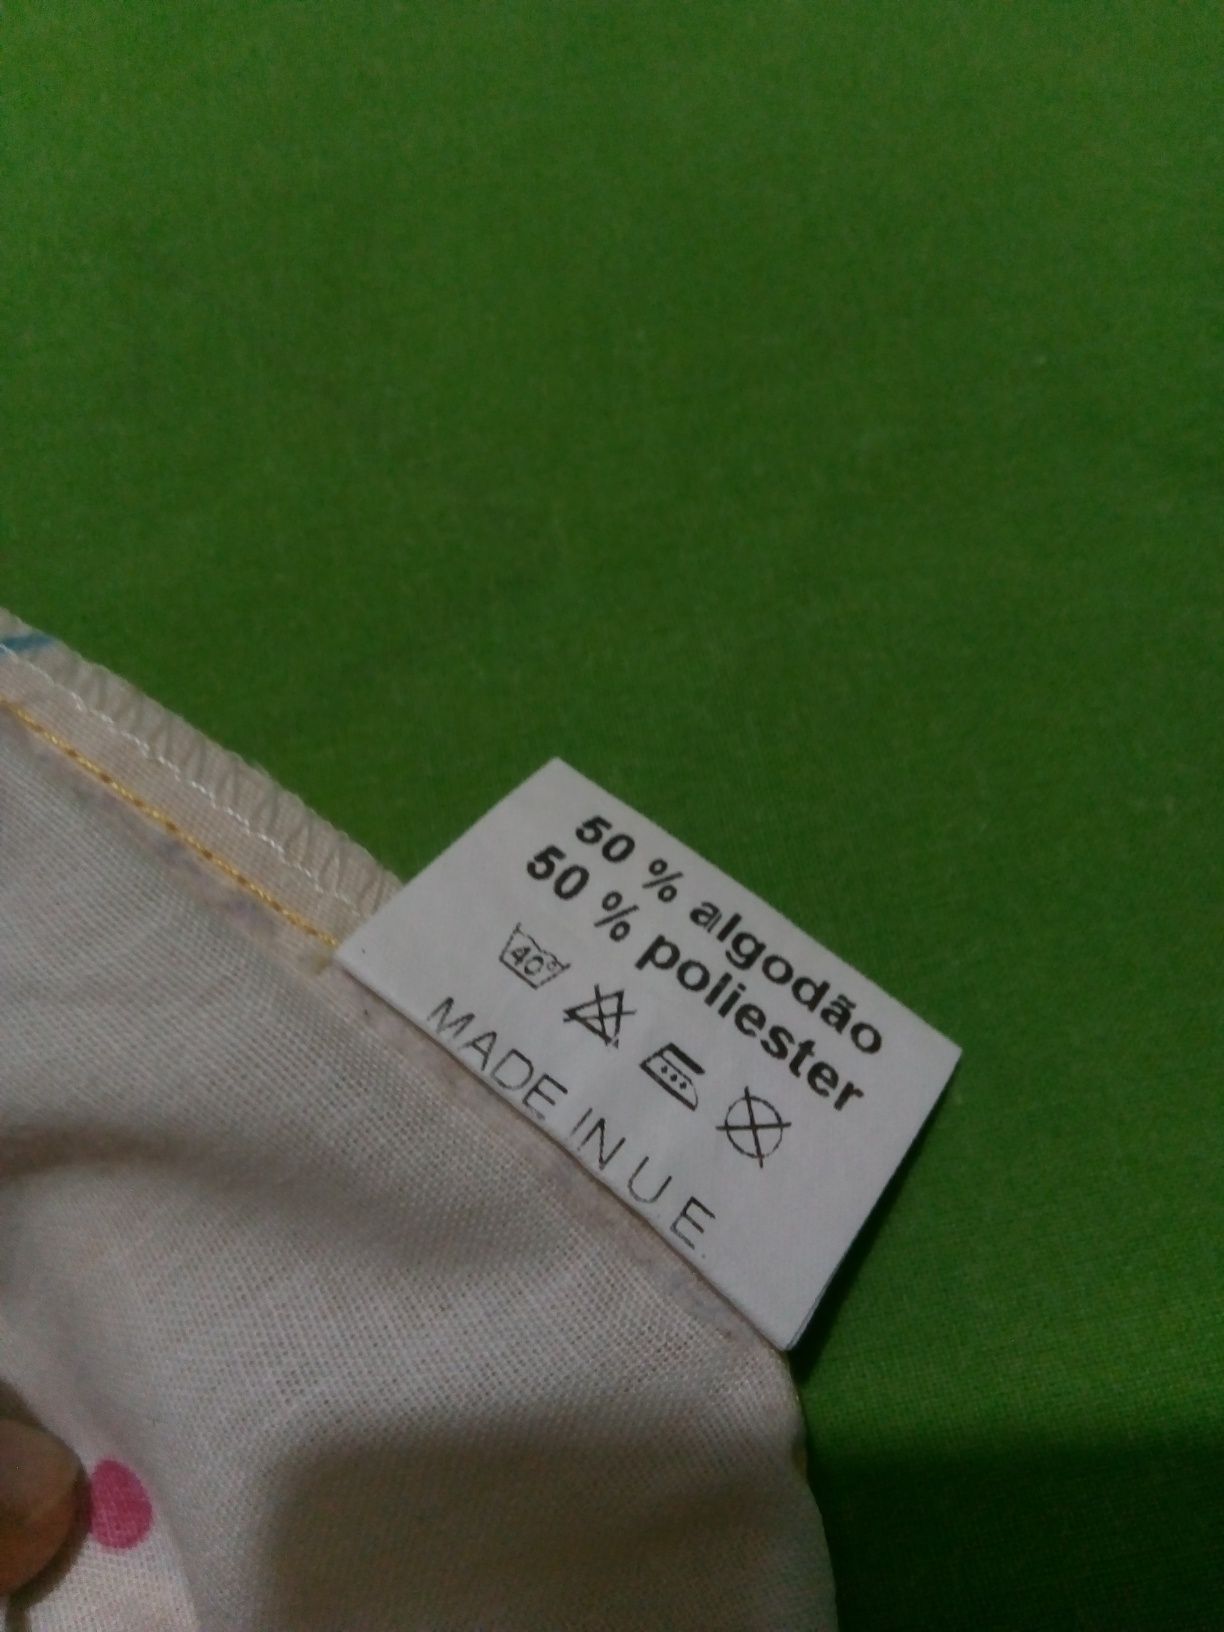 50 % algodão
50 % poliester
40°
MADE IN U.E.